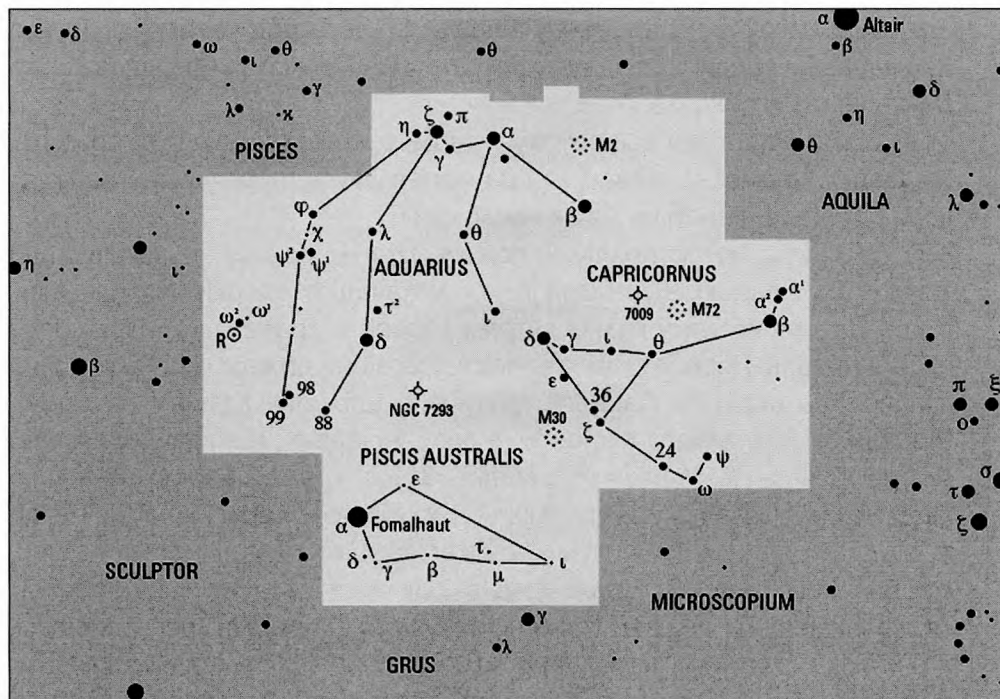 α
Altair
β
ε
δ
ω
θ
ι
θ
γ
λ
κ
δ
η
θ
ι
PISCES
π
ζ
η
γ
α
M2
β
AQUILA
λ
φ
χ
ψ²
ψ¹
λ
θ
AQUARIUS
CAPRICORNUS
η
ι
7009
M72
α²
α¹
β
ω²
ω¹
R
τ²
δ
ι
δ
γ
ι
θ
ε
β
98
99
88
NGC 7293
36
M30
ζ
24
ψ
ω
π
ξ
ο
σ
τ
ζ
PISCIS AUSTRALIS
ε
α
Fomalhaut
δ
γ
β
τ
μ
ι
SCULPTOR
MICROSCOPIUM
γ
λ
GRUS